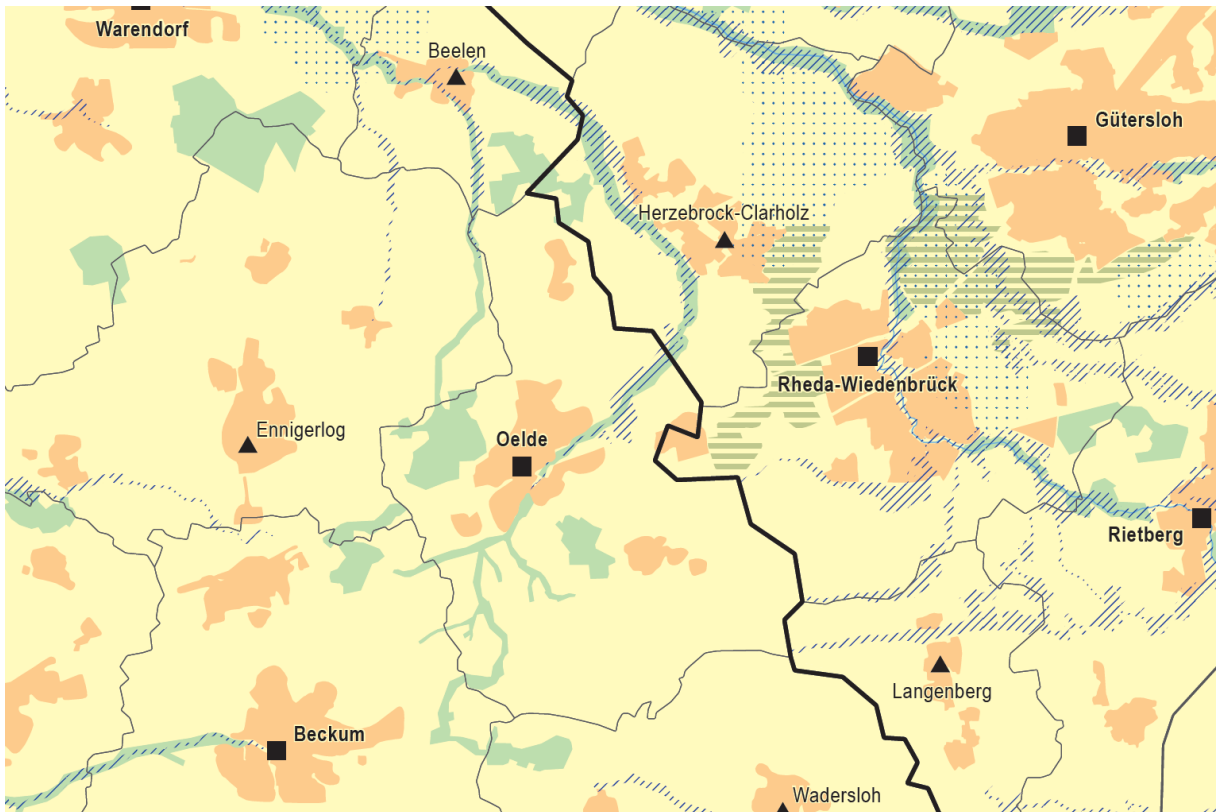 Warendorf
Beelen
Gütersloh
Herzebrock-Clarholz
Rheda-Wiedenbrück
Ennigerlog
Oelde
Rietberg
Langenberg
Beckum
Wadersloh